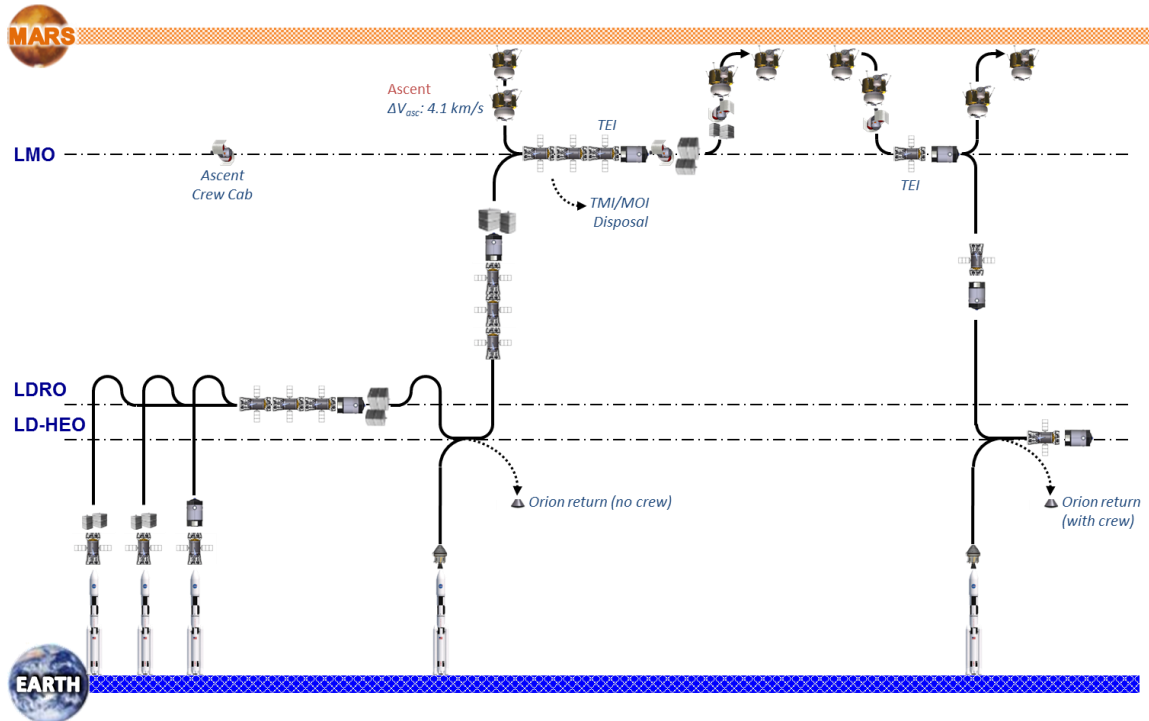 MARS
Ascent
ΔVasc: 4.1 km/s
TEI
LMO
Ascent
Crew Cab
TEI
TMI/MOI
Disposal
LDRO
LD-HEO
Orion return (no crew)
Orion return
(with crew)
EARTH